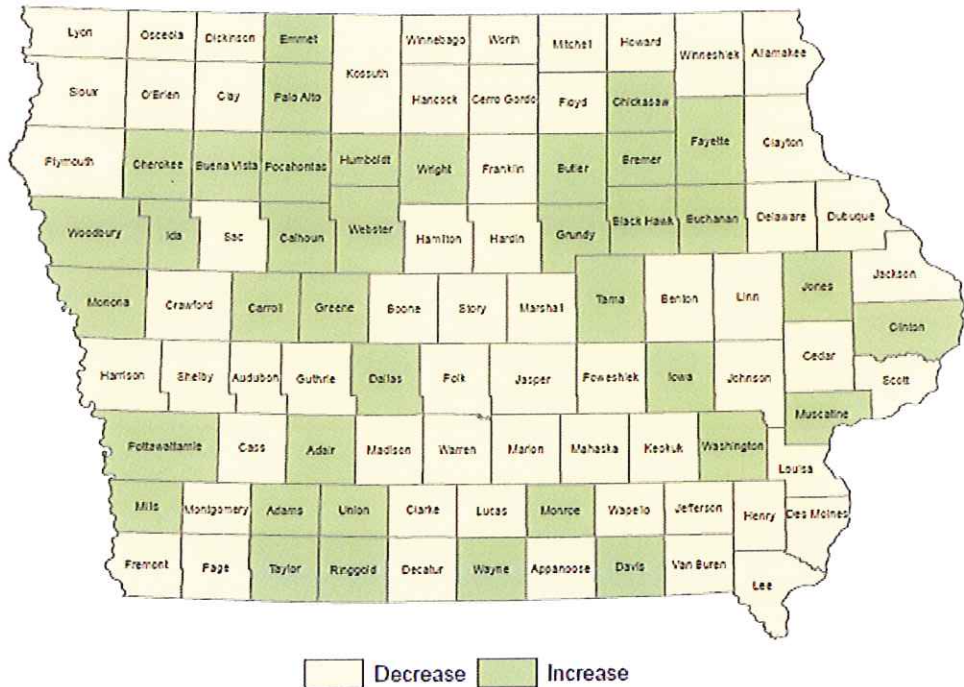 Lyon Osceola Dickinson Emmet Winnebago Worth Mitchell Howard Winneshiek Allamakee
Kossuth
Sioux O'Brien Clay Palo Alto Hancock Cerro Gordo Floyd Chickasaw
Plymouth Cherokee Buena Vista Pocahontas Humboldt Wright Franklin Butler Bremer Fayette Clayton
Woodbury Ida Sac Calhoun Webster Hamilton Hardin Grundy Black Hawk Buchanan Delaware Dubuque
Monona Crawford Carroll Greene Boone Story Marshall Tama Benton Linn Jones Jackson
Clinton
Harrison Shelby Audubon Guthrie Dallas Polk Jasper Poweshiek Iowa Johnson Cedar Scott
Muscatine
Pottawattamie Cass Adair Madison Warren Marion Mahaska Keokuk Washington Louisa
Mills Montgomery Adams Union Clarke Lucas Monroe Wapello Jefferson Henry Des Moines
Fremont Page Taylor Ringgold Decatur Wayne Appanoose Davis Van Buren Lee
Decrease Increase